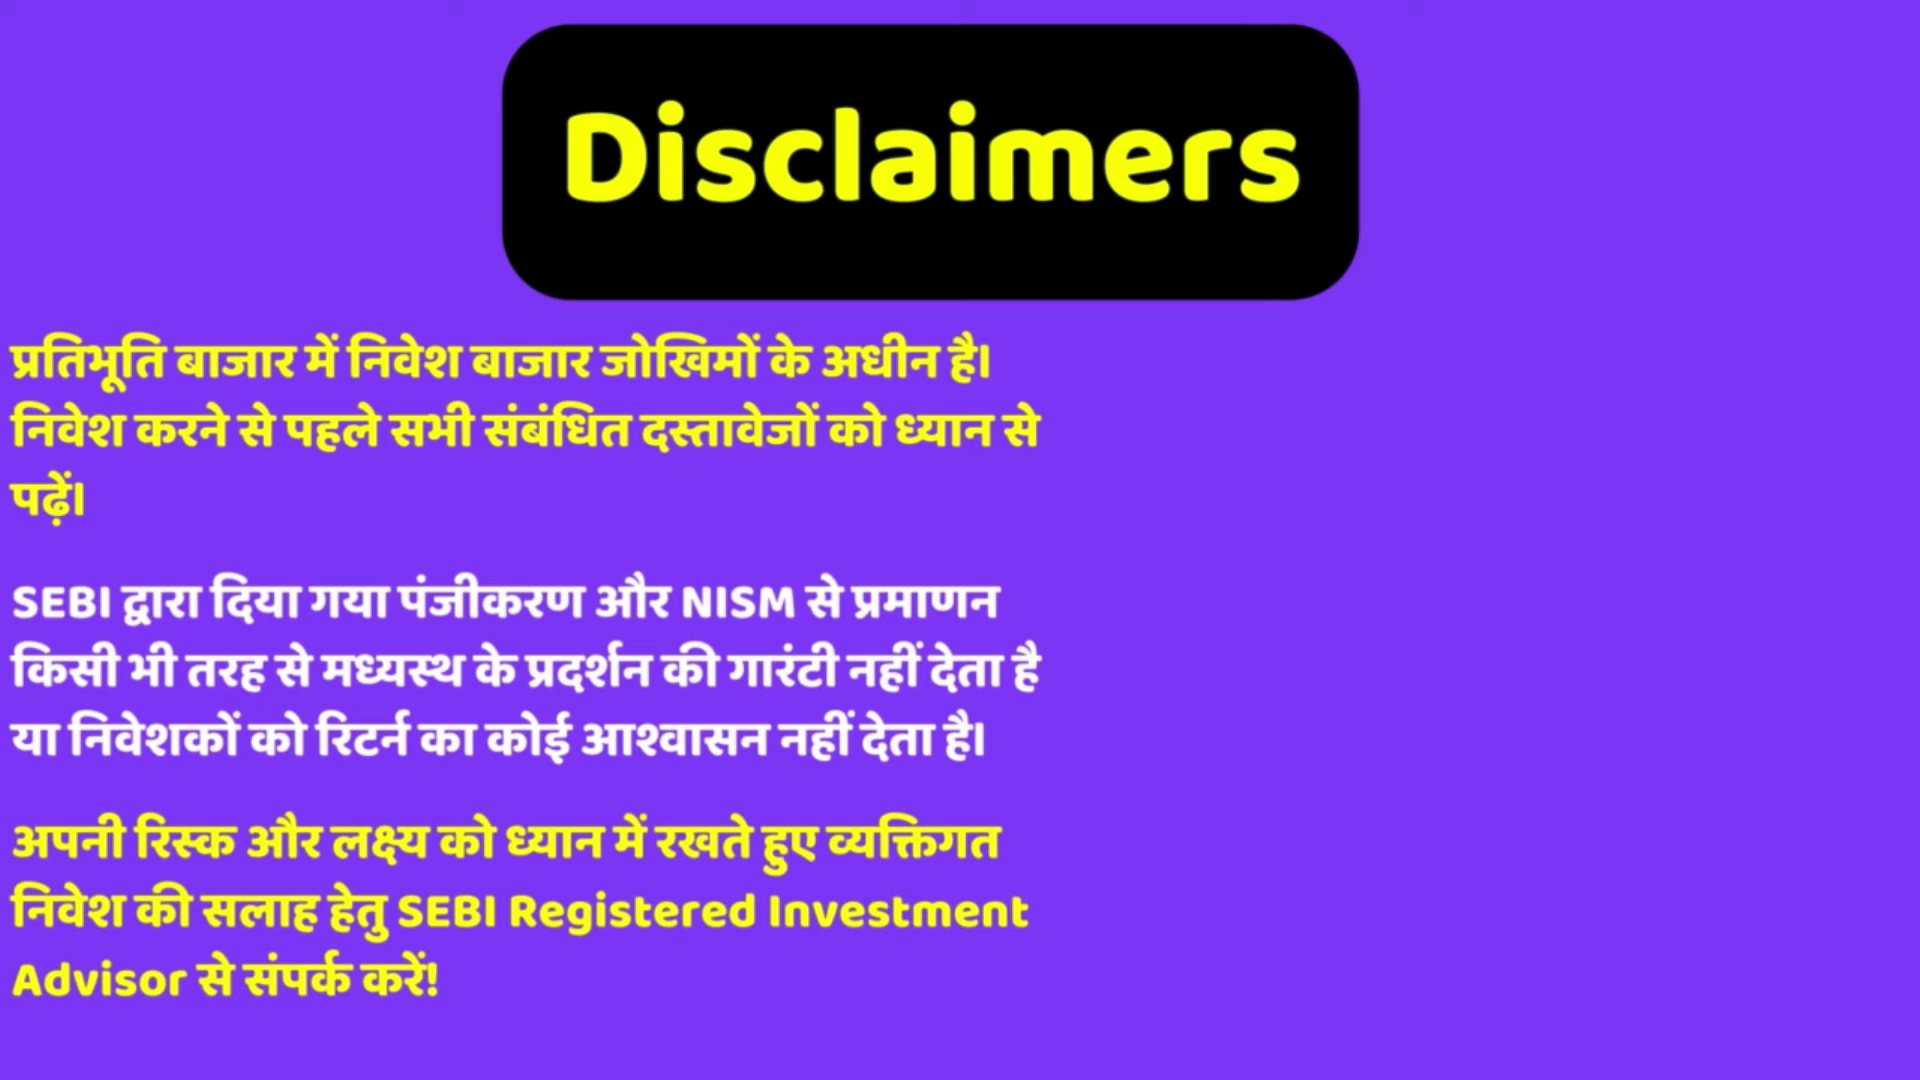 Disclaimers
प्रतिभूति बाजार में निवेश बाजार जोखिमों के अधीन है।
निवेश करने से पहले सभी संबंधित दस्तावेजों को ध्यान से
पढ़ें।
SEBI द्वारा दिया गया पंजीकरण और NISM से प्रमाणन
किसी भी तरह से मध्यस्थ के प्रदर्शन की गारंटी नहीं देता है
या निवेशकों को रिटर्न का कोई आश्वासन नहीं देता है।
अपनी रिस्क और लक्ष्य को ध्यान में रखते हुए व्यक्तिगत
निवेश की सलाह हेतु SEBI Registered Investment
Advisor से संपर्क करें!